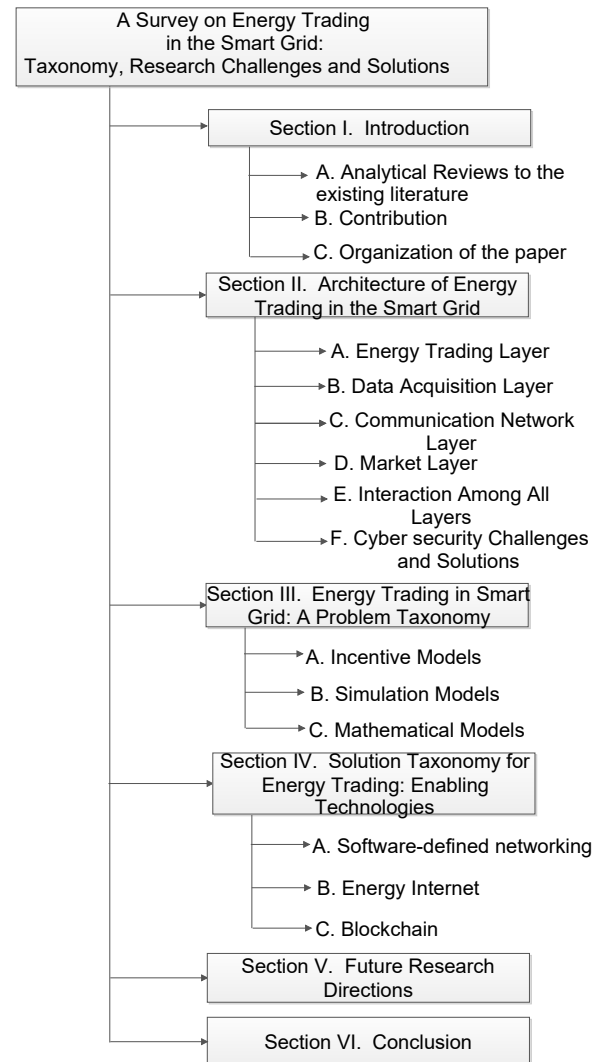 A Survey on Energy Trading
in the Smart Grid:
Taxonomy, Research Challenges and Solutions
Section I. Introduction
A. Analytical Reviews to the
existing literature
B. Contribution
C. Organization of the paper
Section II. Architecture of Energy
Trading in the Smart Grid
A. Energy Trading Layer
B. Data Acquisition Layer
C. Communication Network
Layer
D. Market Layer
E. Interaction Among All
Layers
F. Cyber security Challenges
and Solutions
Section III. Energy Trading in Smart
Grid: A Problem Taxonomy
A. Incentive Models
B. Simulation Models
C. Mathematical Models
Section IV. Solution Taxonomy for
Energy Trading: Enabling
Technologies
A. Software-defined networking
B. Energy Internet
C. Blockchain
Section V. Future Research
Directions
Section VI. Conclusion